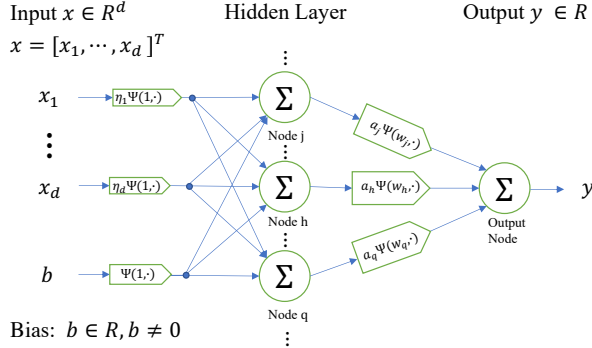 Input x ∈ R^d
Hidden Layer
Output y ∈ R
x = [x_1, ⋯, x_d]^T
⋯
x_1
η_1Ψ(1,·)
Σ
Node j
a_jΨ(w_j,·)
⋮
⋯
x_d
η_dΨ(1,·)
Σ
a_hΨ(w_h,·)
Σ
y
Node h
Output
Node
⋯
b
Ψ(1,·)
Σ
a_qΨ(w_q,·)
Node q
Bias: b ∈ R, b ≠ 0
⋯